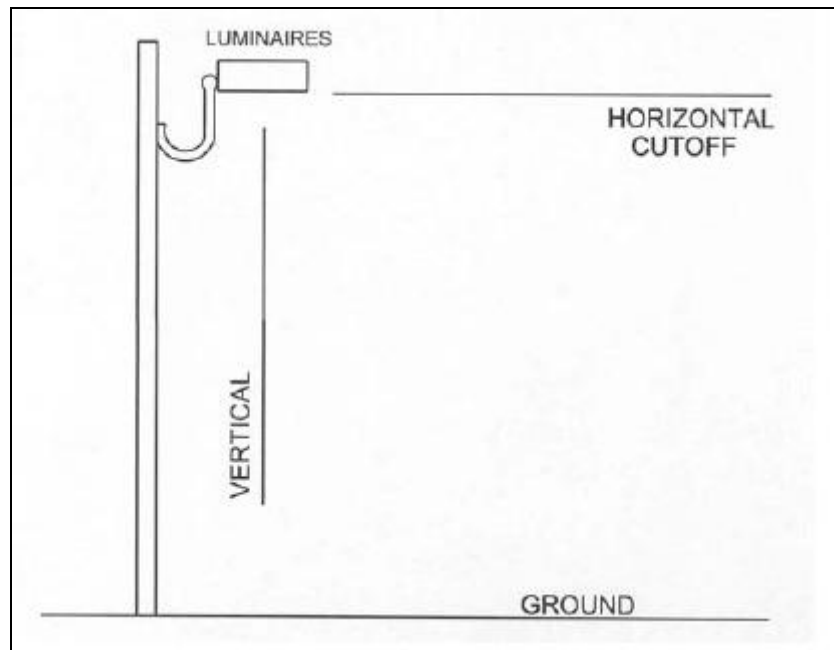 LUMINAIRES
HORIZONTAL
CUTOFF
VERTICAL
GROUND